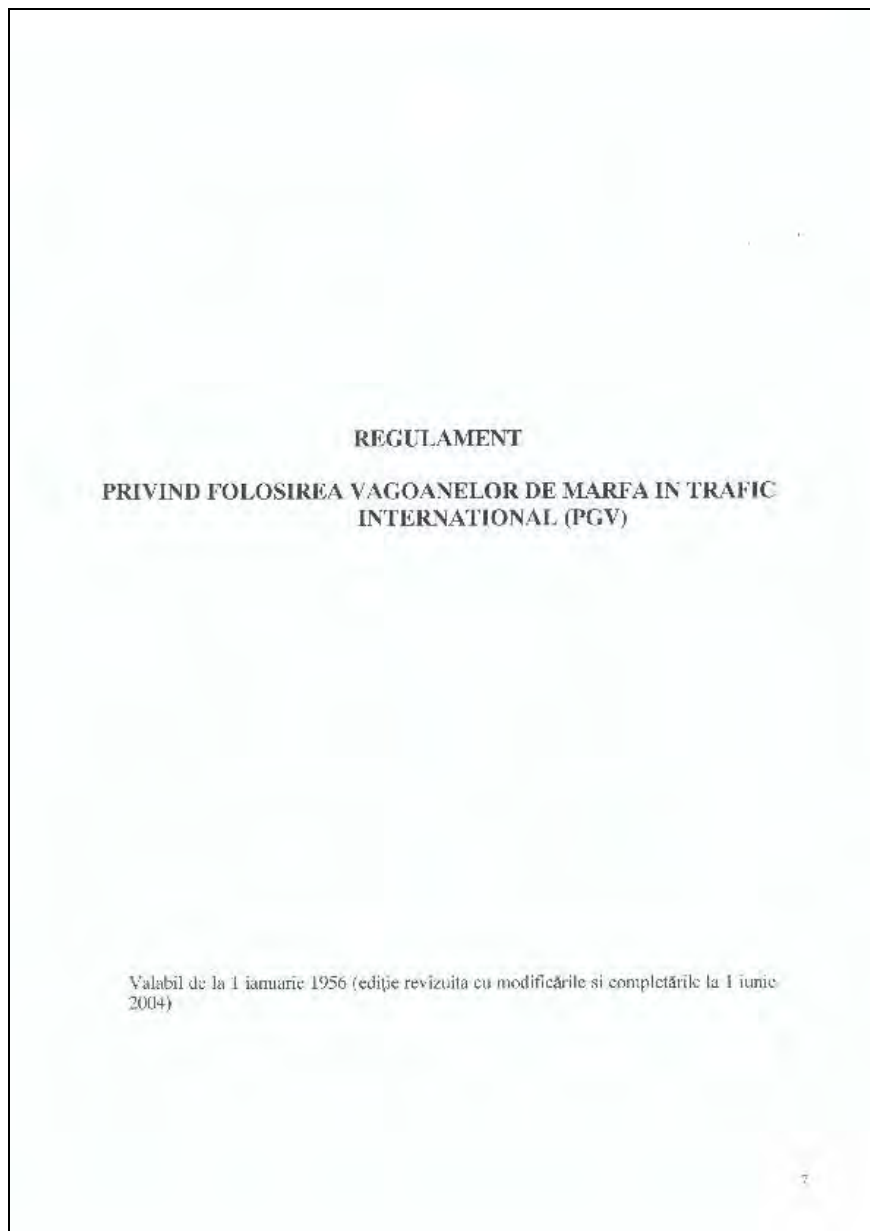 REGULAMENT
PRIVIND FOLOSIREA VAGOANELOR DE MARFA IN TRAFIC
INTERNATIONAL (PGV)
Valabil de la 1 ianuarie 1956 (ediţie revizuita cu modificările si completările la 1 iunie
2004)
7